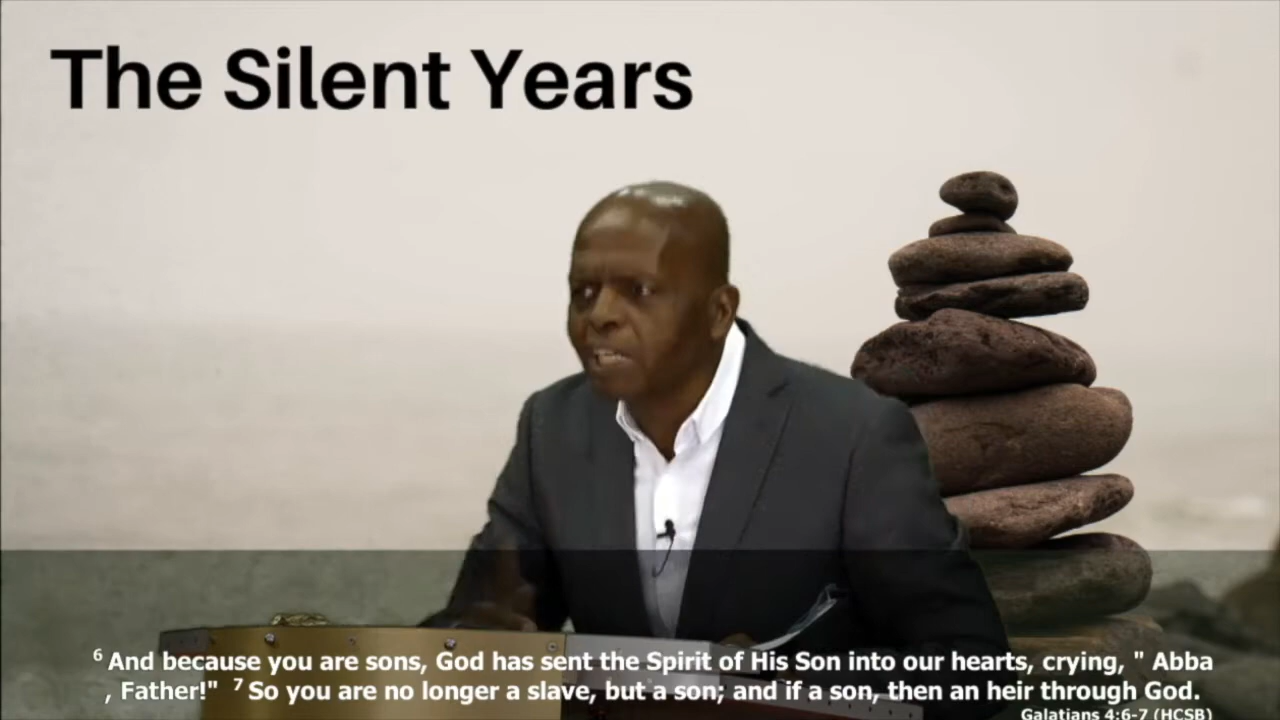 The Silent Years
6 And because you are sons, God has sent the Spirit of His Son into our hearts, crying, " Abba
, Father!" 7 So you are no longer a slave, but a son; and if a son, then an heir through God.
Galatians 4:6-7 (HCSB)